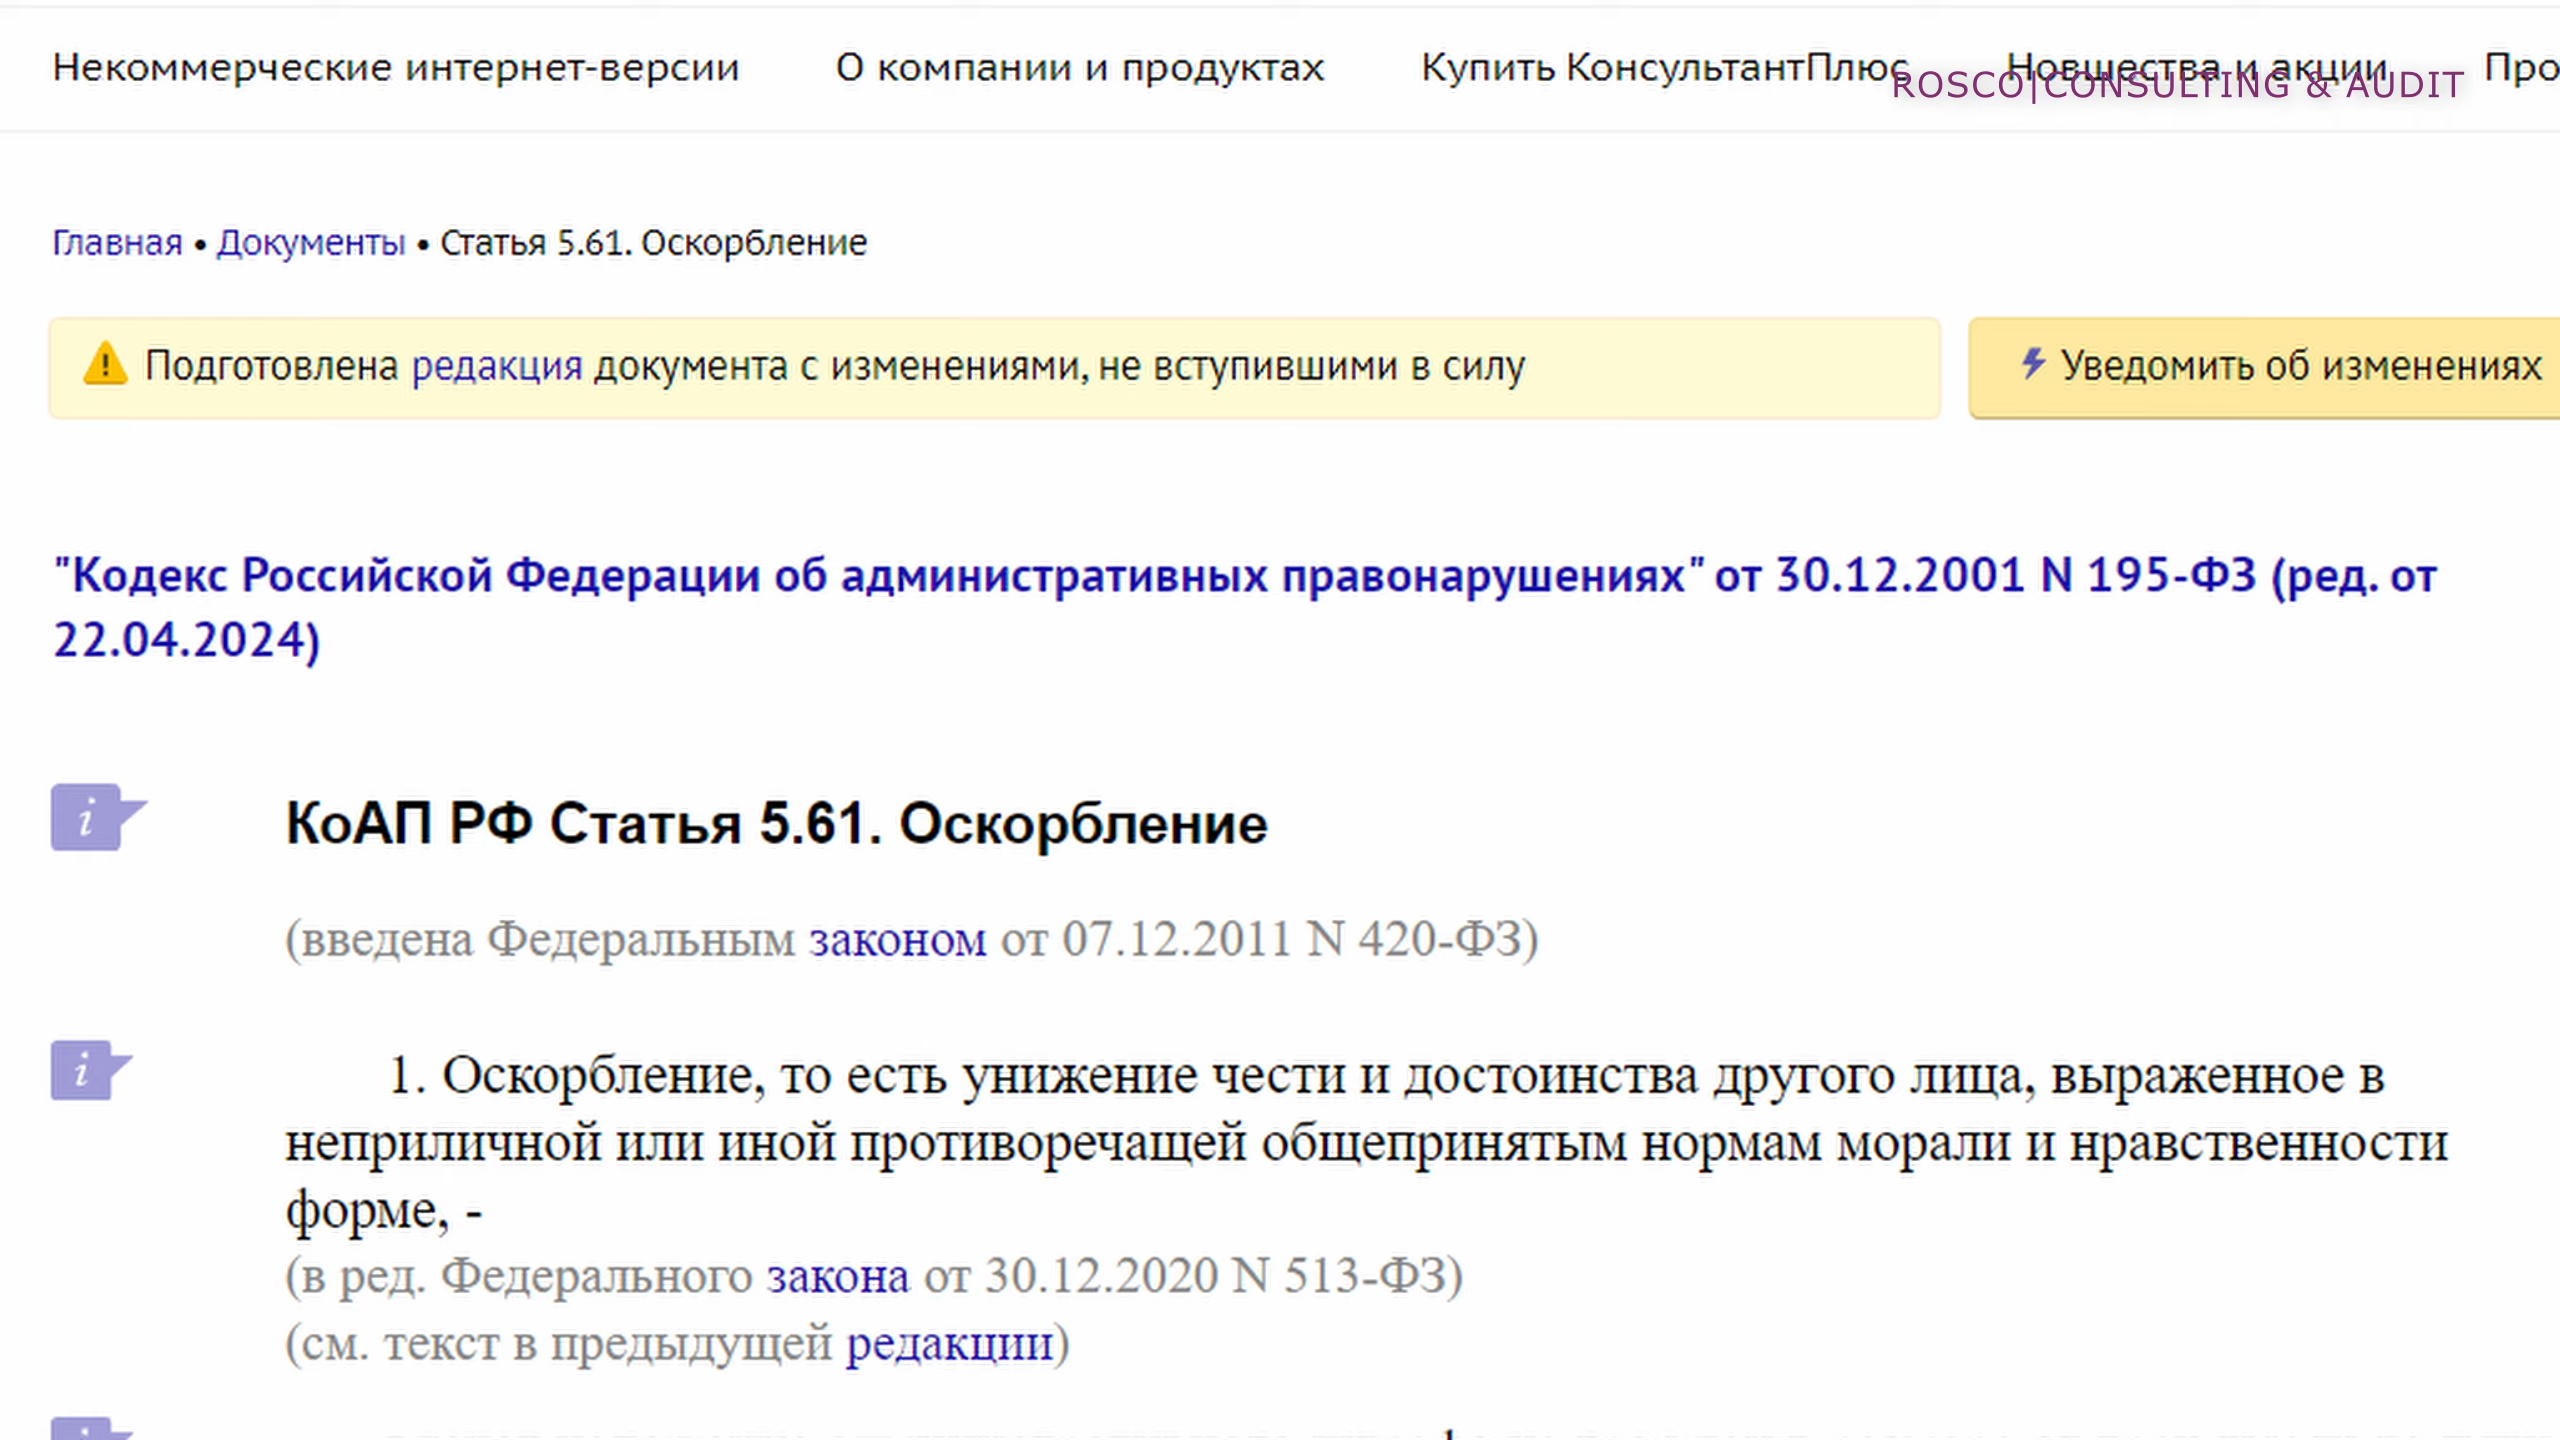 Некоммерческие интернет-версии О компании и продуктах Купить КонсультантПлюс Новшества и акции Про
ROSCO|CONSULTING & AUDIT
Главная • Документы • Статья 5.61. Оскорбление
Подготовлена редакция документа с изменениями, не вступившими в силу
Уведомить об изменениях
"Кодекс Российской Федерации об административных правонарушениях" от 30.12.2001 N 195-ФЗ (ред. от
22.04.2024)
КоАП РФ Статья 5.61. Оскорбление
(введена Федеральным законом от 07.12.2011 N 420-ФЗ)
1. Оскорбление, то есть унижение чести и достоинства другого лица, выраженное в
неприличной или иной противоречащей общепринятым нормам морали и нравственности
форме, -
(в ред. Федерального закона от 30.12.2020 N 513-ФЗ)
(см. текст в предыдущей редакции)